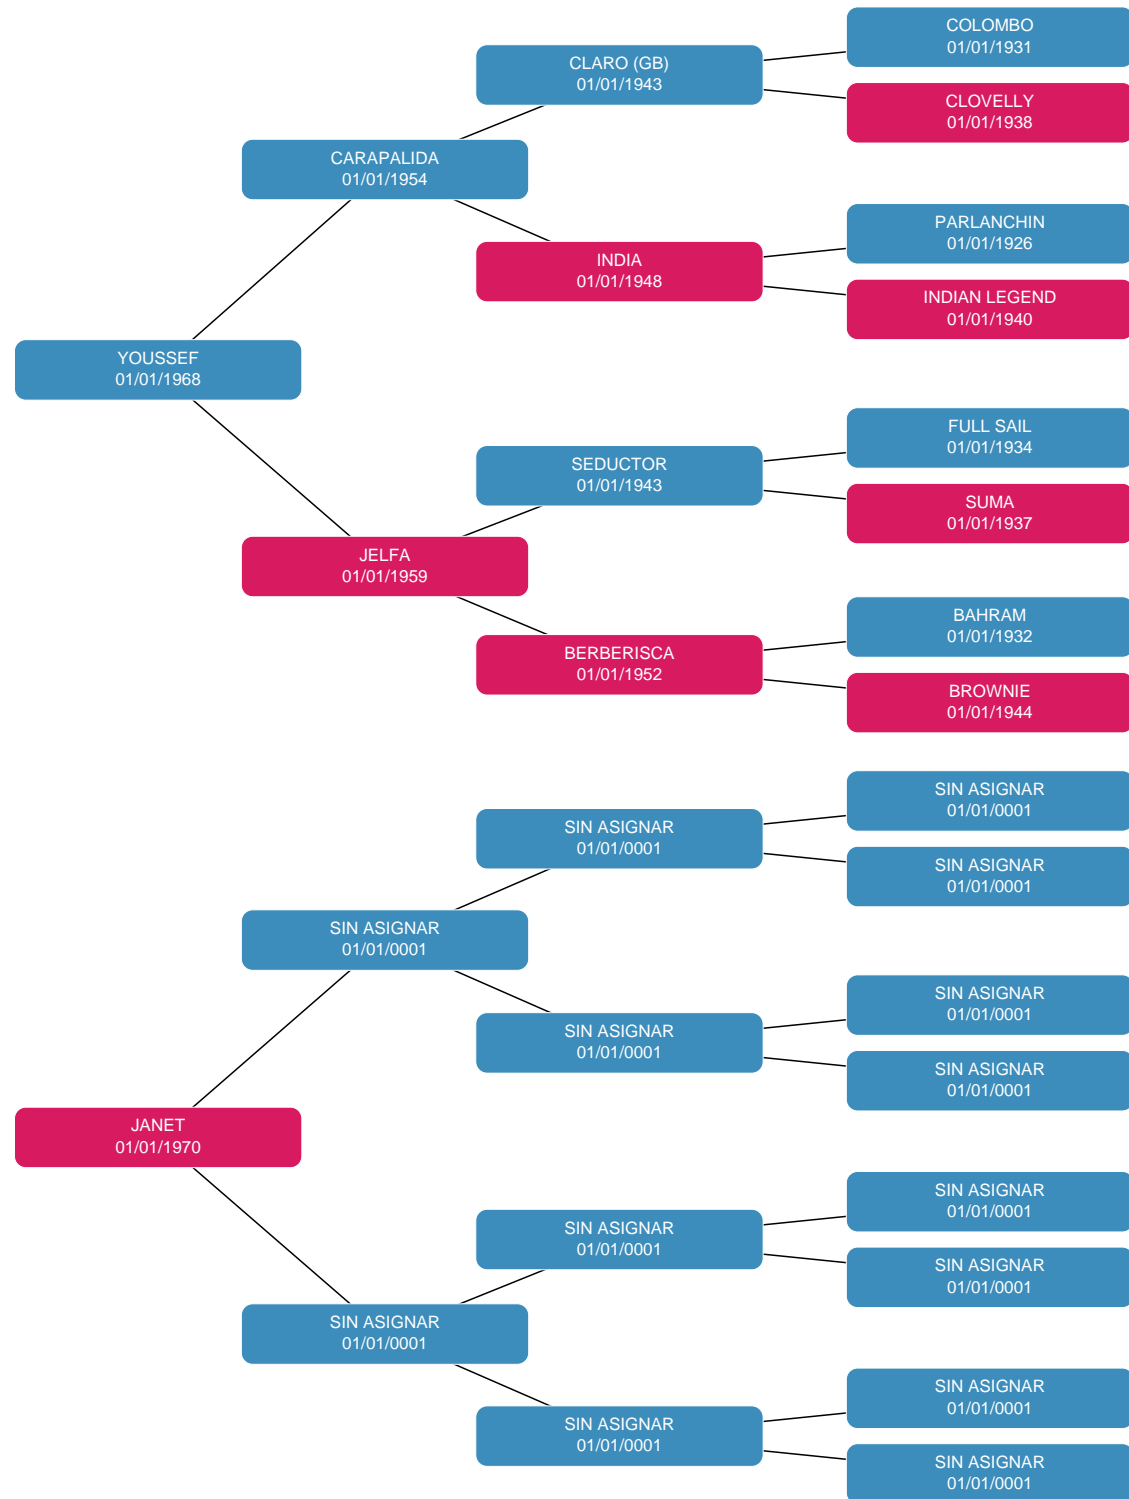 COLOMBO
01/01/1931
CLARO (GB)
01/01/1943
CLOVELLY
01/01/1938
CARAPALIDA
01/01/1954
PARLANCHIN
01/01/1926
INDIA
01/01/1948
INDIAN LEGEND
01/01/1940
YOUSSEF
01/01/1968
FULL SAIL
01/01/1934
SEDUCTOR
01/01/1943
SUMA
01/01/1937
JELFA
01/01/1959
BAHRAM
01/01/1932
BERBERISCA
01/01/1952
BROWNIE
01/01/1944
SIN ASIGNAR
01/01/0001
SIN ASIGNAR
01/01/0001
SIN ASIGNAR
01/01/0001
SIN ASIGNAR
01/01/0001
SIN ASIGNAR
01/01/0001
SIN ASIGNAR
01/01/0001
SIN ASIGNAR
01/01/0001
JANET
01/01/1970
SIN ASIGNAR
01/01/0001
SIN ASIGNAR
01/01/0001
SIN ASIGNAR
01/01/0001
SIN ASIGNAR
01/01/0001
SIN ASIGNAR
01/01/0001
SIN ASIGNAR
01/01/0001
SIN ASIGNAR
01/01/0001